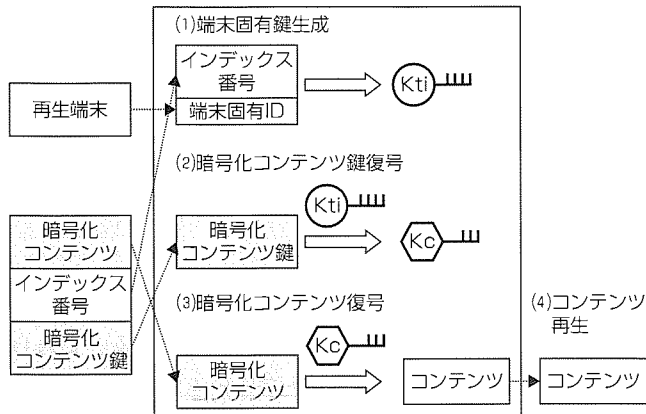 (1)端末固有鍵生成
インデックス
番号
端末固有ID
Kti
再生端末
(2)暗号化コンテンツ鍵復号
Kti
暗号化
コンテンツ鍵
Kc
暗号化
コンテンツ
インデックス
番号
暗号化
コンテンツ鍵
(3)暗号化コンテンツ復号
Kc
暗号化
コンテンツ
コンテンツ
(4)コンテンツ
再生
コンテンツ